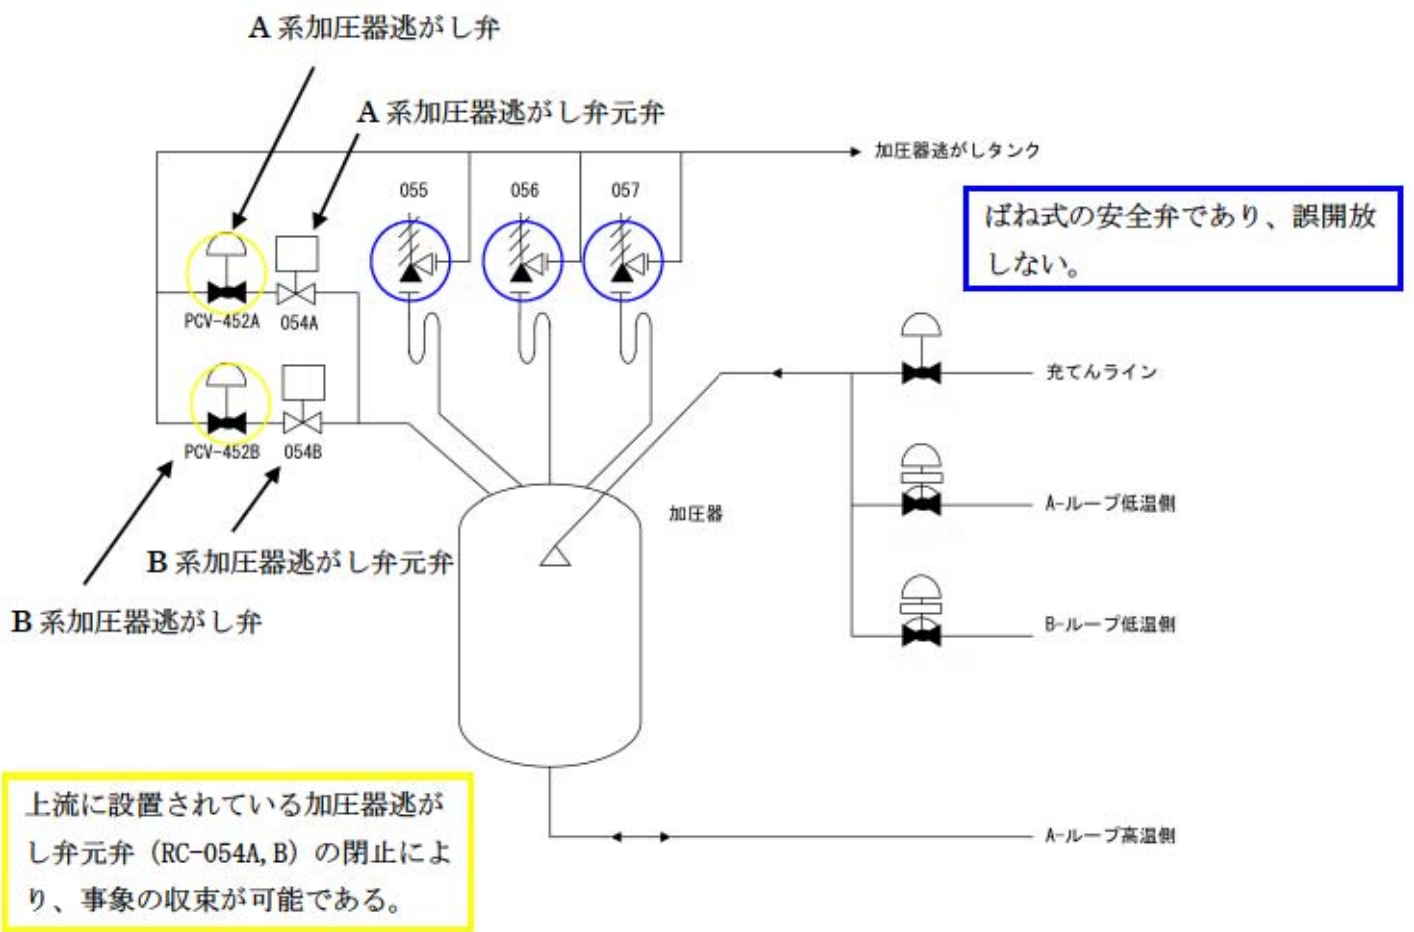 A 系加圧器逃がし弁
A 系加圧器逃がし弁元弁
加圧器逃がしタンク
055
056
057
ばね式の安全弁であり、誤開放
しない。
PCV-452A
054A
充てんライン
PCV-452B
054B
A-ループ低温側
加圧器
B 系加圧器逃がし弁元弁
B 系加圧器逃がし弁
B-ループ低温側
上流に設置されている加圧器逃が
し弁元弁（RC-054A, B）の閉止によ
り、事象の収束が可能である。
A-ループ高温側